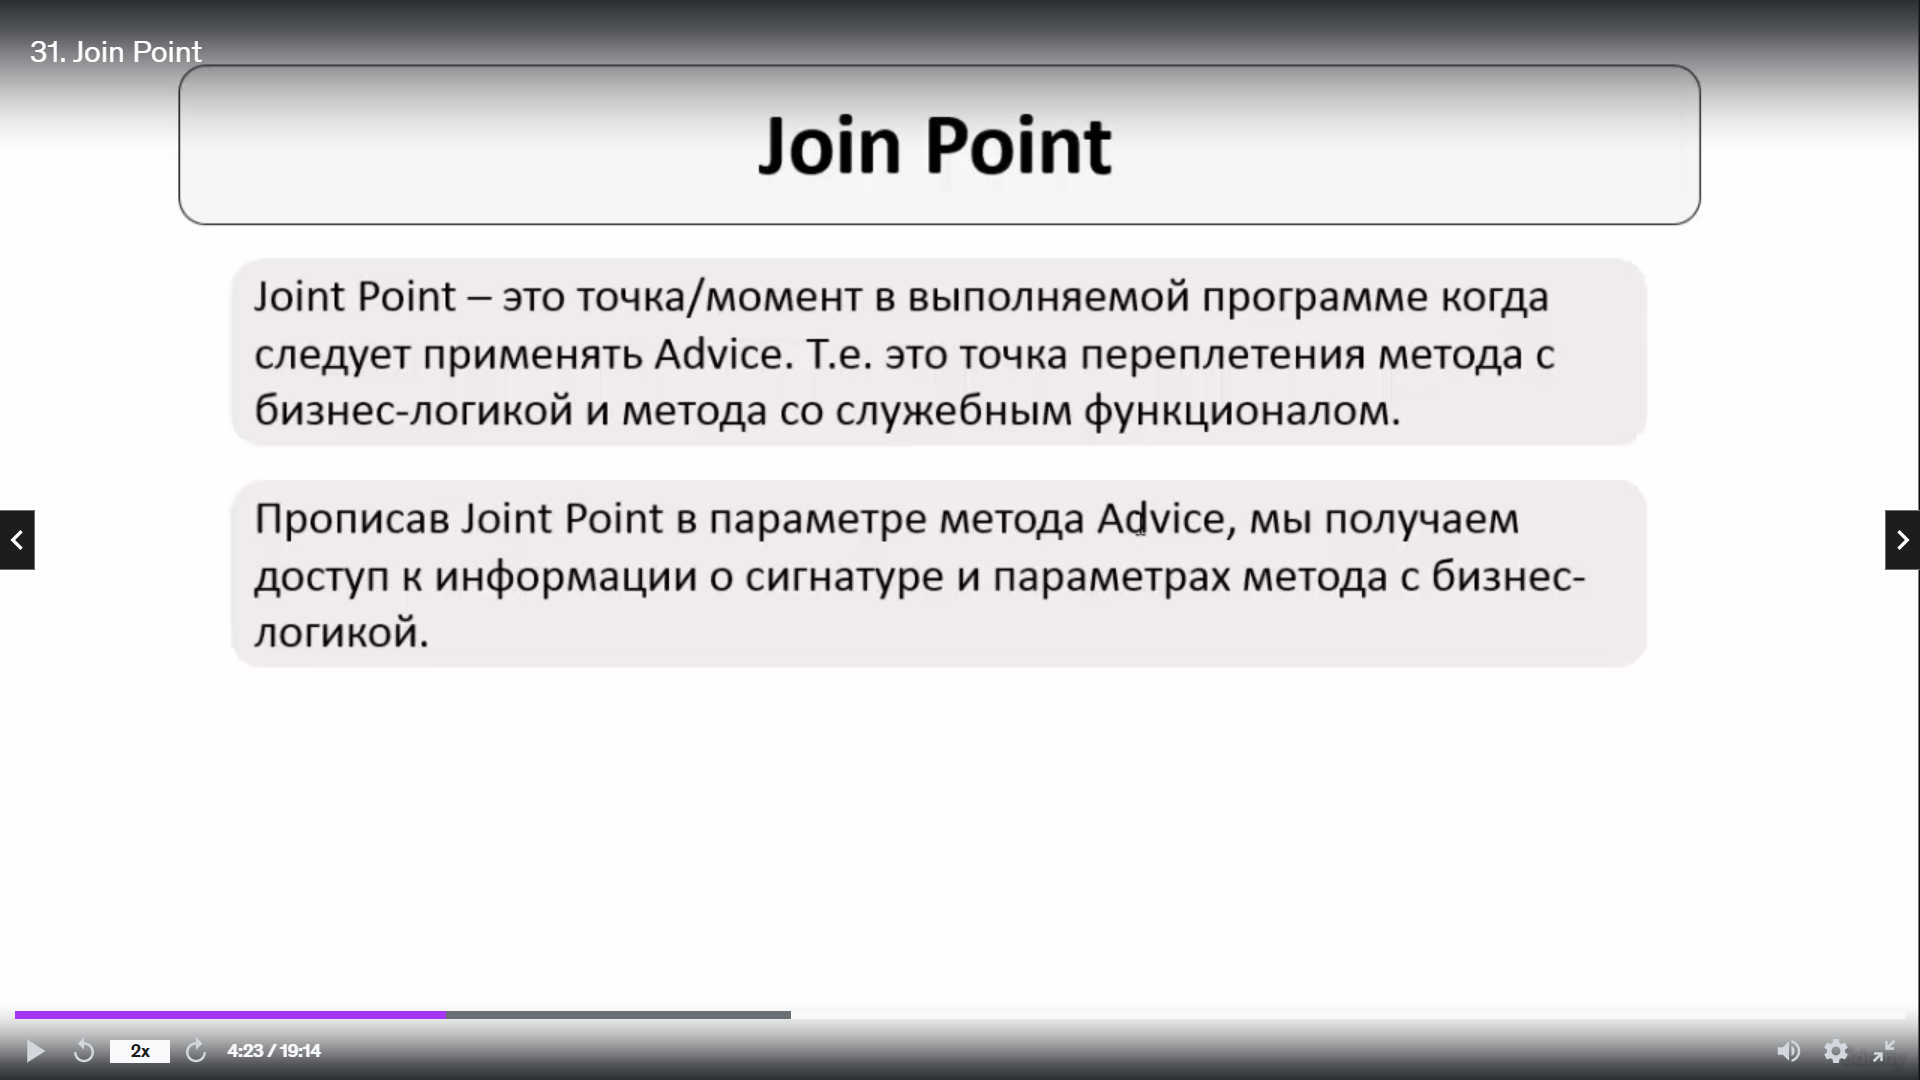 31. Join Point
Join Point
Joint Point – это точка/момент в выполняемой программе когда
следует применять Advice. Т.е. это точка переплетения метода с
бизнес-логикой и метода со служебным функционалом.
Прописав Joint Point в параметре метода Advice, мы получаем
доступ к информации о сигнатуре и параметрах метода с бизнес-
логикой.
2x
4:23 / 19:14